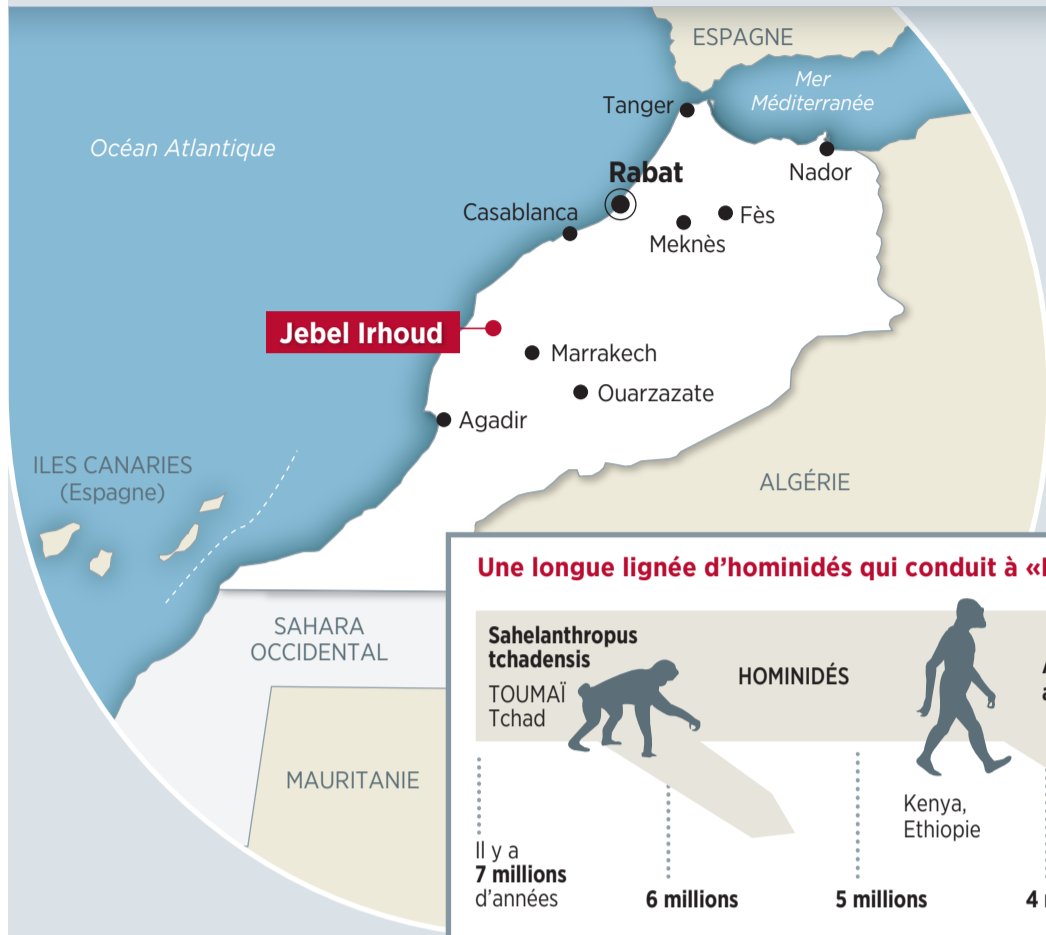 ESPAGNE
Mer
Méditerranée
Tanger
Océan Atlantique
Rabat
Nador
Casablanca
Fès
Meknès
Jebel Irhoud
Marrakech
Ouarzazate
Agadir
ILES CANARIES
(Espagne)
ALGÉRIE
SAHARA
OCCIDENTAL
MAURITANIE
Une longue lignée d’hominidés qui conduit à «
Sahelanthropus
tchadensis
TOUMAÏ
Tchad
HOMINIDÉS
Kenya,
Ethiopie
Il y a
7 millions
d’années
6 millions
5 millions
4